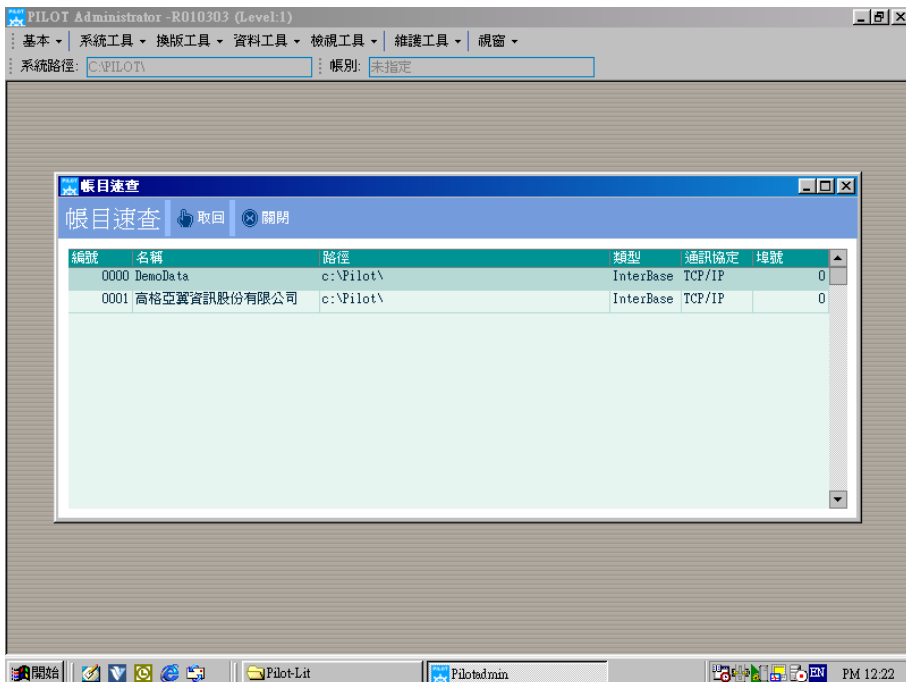 PILOT Administrator -R010303 (Level:1)
基本 系統工具 換版工具 資料工具 檢視工具 維護工具 視窗
系統路徑: C:\PILOT\ 帳別: 未指定
帳目速查
帳目速查 取回 關閉
編號 名稱 路徑 類型 通訊協定 埠號
0000 DemoData c:\Pilot\ InterBase TCP/IP 0
0001 高格亞翼資訊股份有限公司 c:\Pilot\ InterBase TCP/IP 0
開始 Pilot-Lit Pilotadmin EN PM 12:22